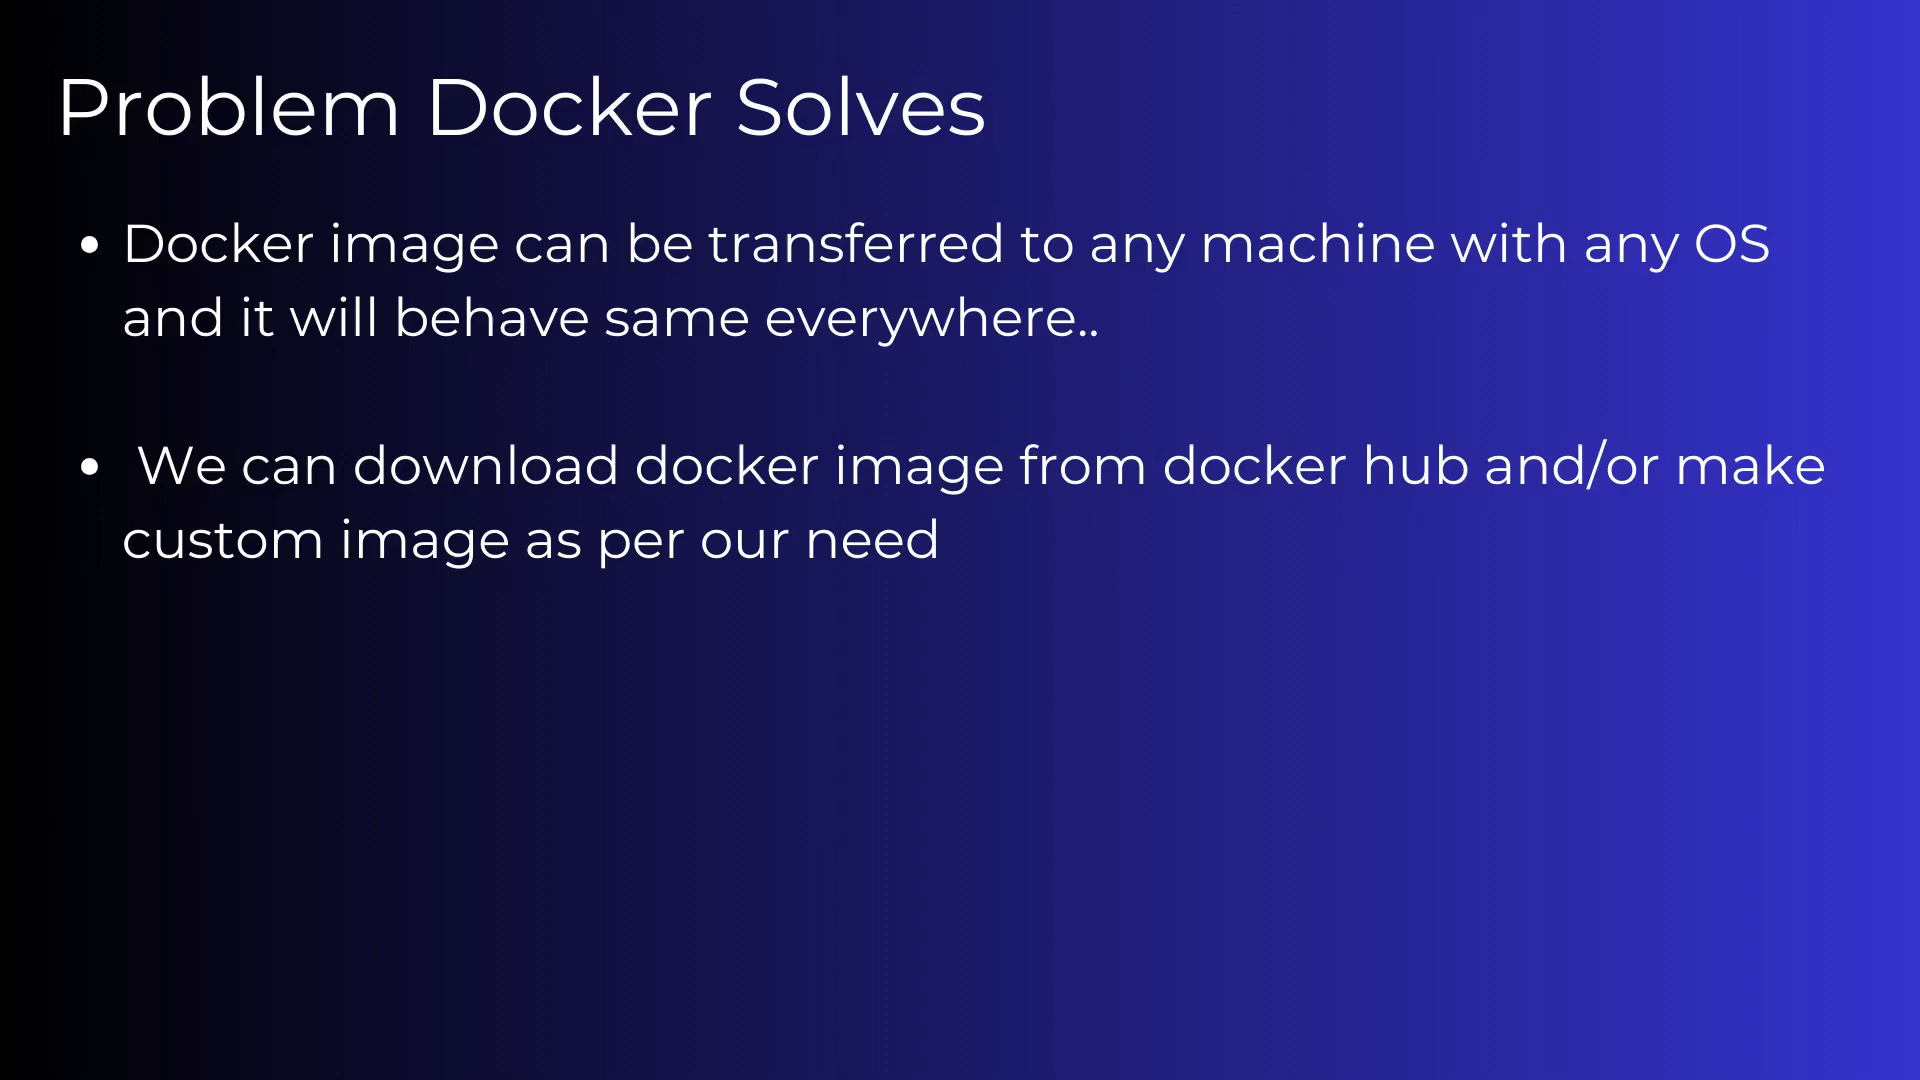 Problem Docker Solves
• Docker image can be transferred to any machine with any OS
and it will behave same everywhere..
• We can download docker image from docker hub and/or make
custom image as per our need